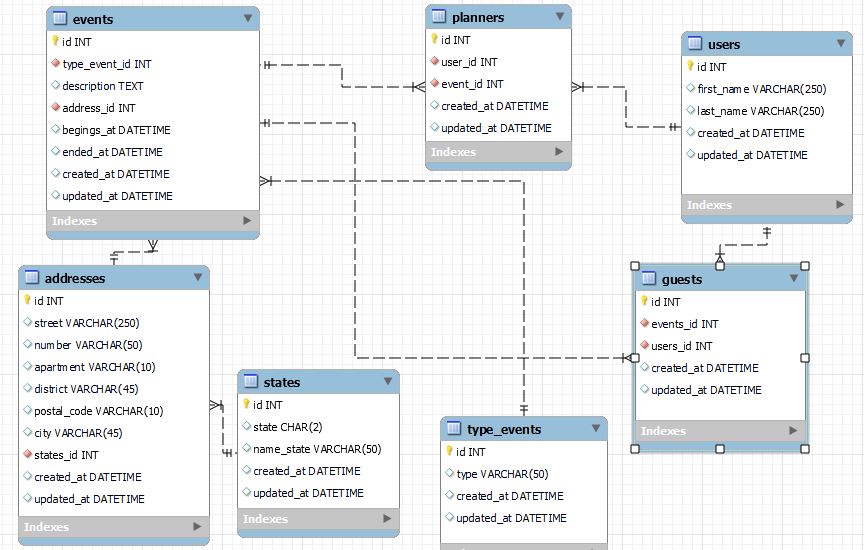 events
id INT
type_event_id INT
description TEXT
address_id INT
begings_at DATETIME
ended_at DATETIME
created_at DATETIME
updated_at DATETIME
Indexes
planners
id INT
user_id INT
event_id INT
created_at DATETIME
updated_at DATETIME
Indexes
users
id INT
first_name VARCHAR(250)
last_name VARCHAR(250)
created_at DATETIME
updated_at DATETIME
Indexes
addresses
id INT
street VARCHAR(250)
number VARCHAR(50)
apartment VARCHAR(10)
district VARCHAR(45)
postal_code VARCHAR(10)
city VARCHAR(45)
states_id INT
created_at DATETIME
updated_at DATETIME
Indexes
states
id INT
state CHAR(2)
name_state VARCHAR(50)
created_at DATETIME
updated_at DATETIME
Indexes
type_events
id INT
type VARCHAR(50)
created_at DATETIME
updated_at DATETIME
guests
id INT
events_id INT
users_id INT
created_at DATETIME
updated_at DATETIME
Indexes